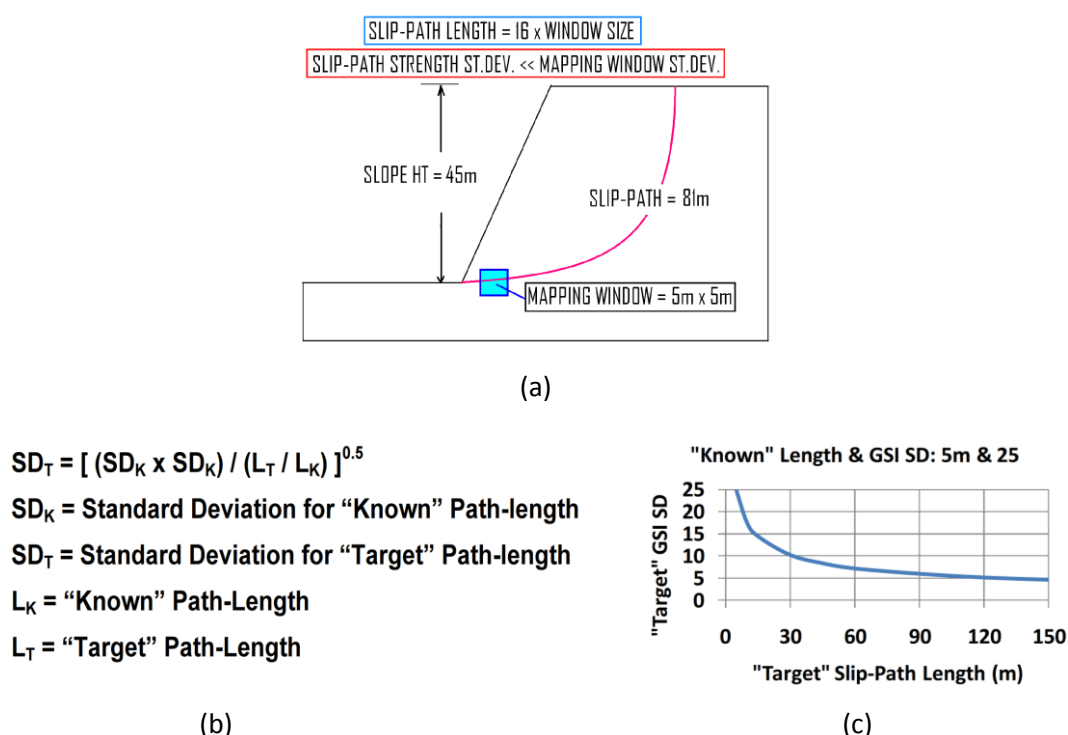 SLIP-PATH LENGTH = 16 x WINDOW SIZE
SLIP-PATH STRENGTH ST.DEV. << MAPPING WINDOW ST.DEV.
SLOPE HT = 45m
SLIP-PATH = 81m
MAPPING WINDOW = 5m x 5m
(a)
SD_T = [ (SD_K x SD_K) / (L_T / L_K) ]^0.5
SD_K = Standard Deviation for “Known” Path-length
SD_T = Standard Deviation for “Target” Path-length
L_K = “Known” Path-Length
L_T = “Target” Path-Length
(b)
"Known" Length & GSI SD: 5m & 25
"Target" GSI SD
25
20
15
10
5
0
0 30 60 90 120 150
"Target" Slip-Path Length (m)
(c)